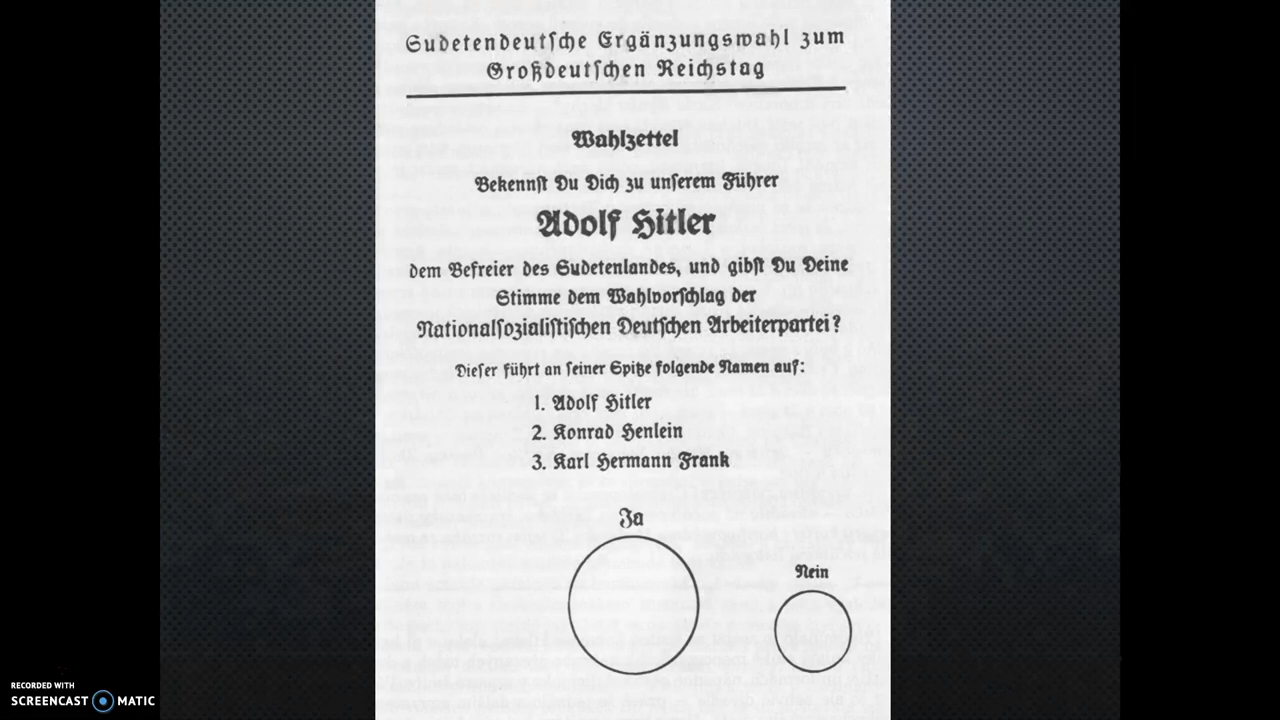 Sudetendeutsche Ergänzungswahl zum
Großdeutschen Reichstag
Wahlzettel
Bekennst Du Dich zu unserem Führer
Adolf Hitler
dem Befreier des Sudetenlandes, und gibst Du Deine
Stimme dem Wahlvorschlag der
Nationalsozialistischen Deutschen Arbeiterpartei?
Dieser führt an seiner Spitze folgende Namen auf:
1. Adolf Hitler
2. Konrad Henlein
3. Karl Hermann Frank
Ja
Nein
RECORDED WITH
SCREENCAST MATIC